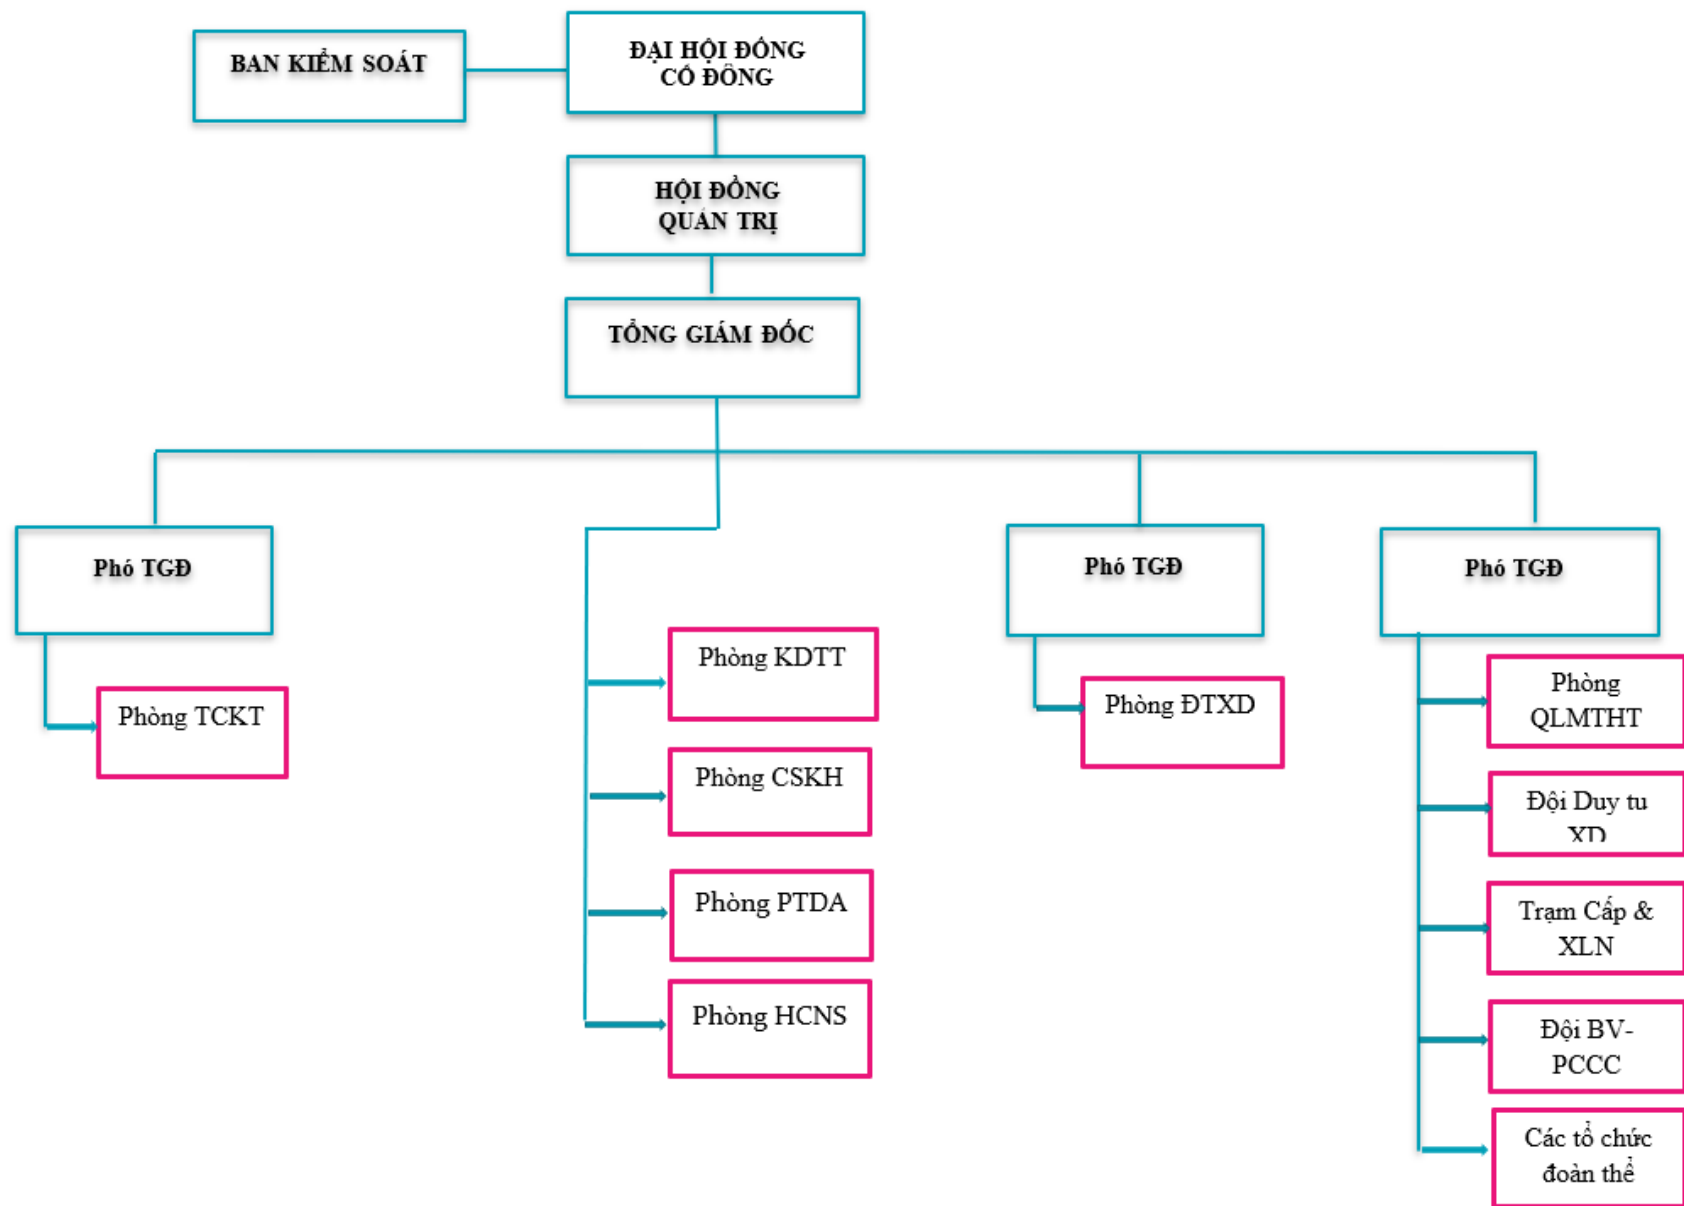 BAN KIỂM SOÁT
ĐẠI HỘI ĐỒNG
CỔ ĐÔNG
HỘI ĐỒNG
QUẢN TRỊ
TỔNG GIÁM ĐỐC
Phó TGĐ
Phó TGĐ
Phó TGĐ
Phòng TCKT
Phòng KDTT
Phòng CSKH
Phòng PTDA
Phòng HCNS
Phòng ĐTXD
Phòng
QLMTHT
Đội Duy tu
XD
Trạm Cấp &
XLN
Đội BV-
PCCC
Các tổ chức
đoàn thể